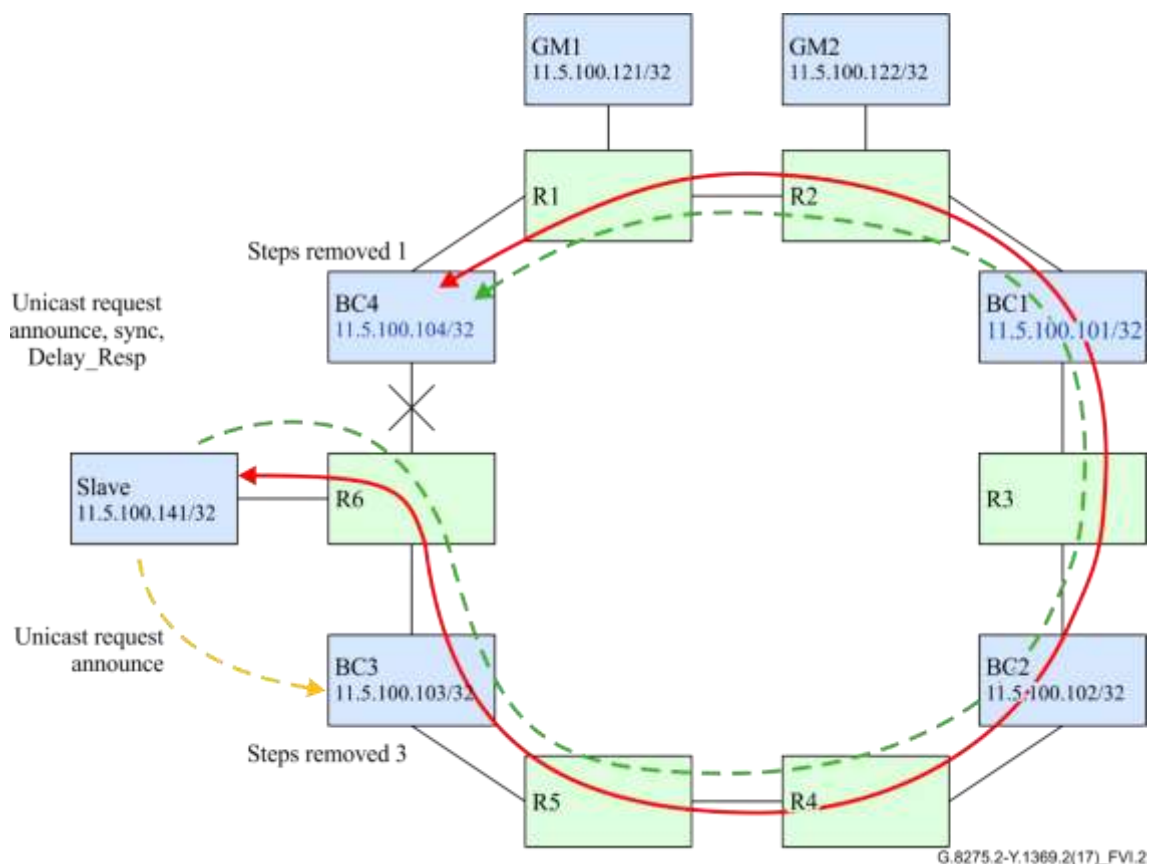 GM1
11.5.100.121/32
GM2
11.5.100.122/32
R1
R2
Steps removed 1
BC4
11.5.100.104/32
BC1
11.5.100.101/32
Unicast request
announce, sync,
Delay_Resp
Slave
11.5.100.141/32
R6
R3
Unicast request
announce
BC3
11.5.100.103/32
BC2
11.5.100.102/32
Steps removed 3
R5
R4
G.8275.2-Y.1369.2(17)_FVI.2